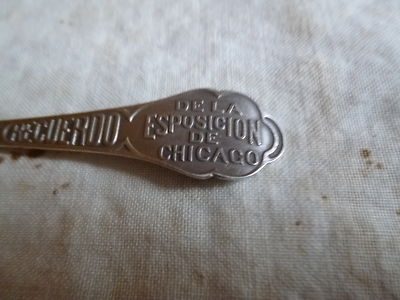 RECUERDO
DE LA
ESPOSICION
DE
CHICAGO